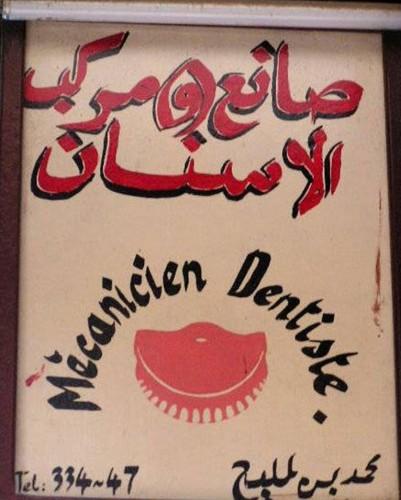 صانع و مركب
الاسنان
Mécanicien Dentiste.
Tel: 334~47
محمد بن لمليح